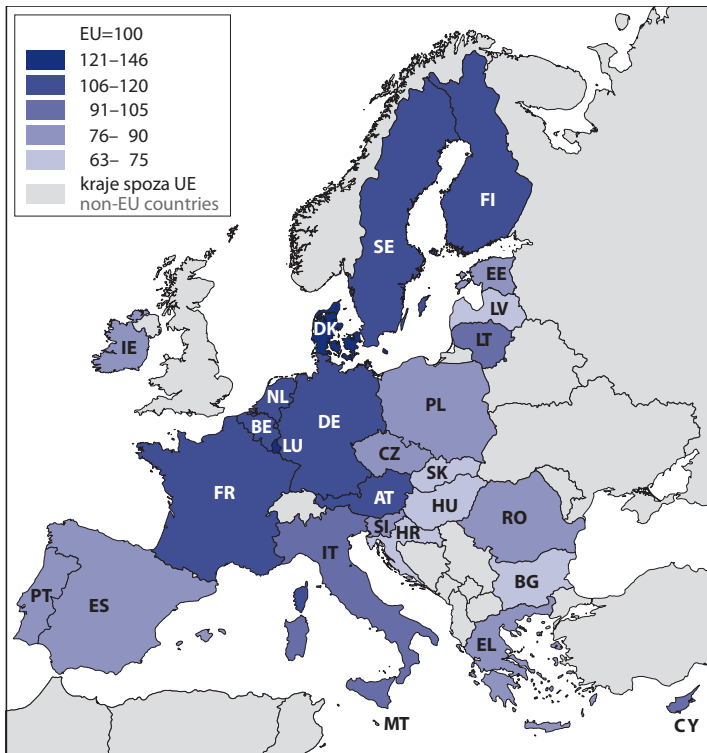 EU=100
121–146
106–120
91–105
76– 90
63– 75
kraje spoza UE
non-EU countries
FI
SE
EE
LV
DK
LT
IE
NL
PL
DE
BE
LU
CZ
SK
FR
AT
HU
RO
SI
HR
IT
BG
PT
ES
EL
MT
CY